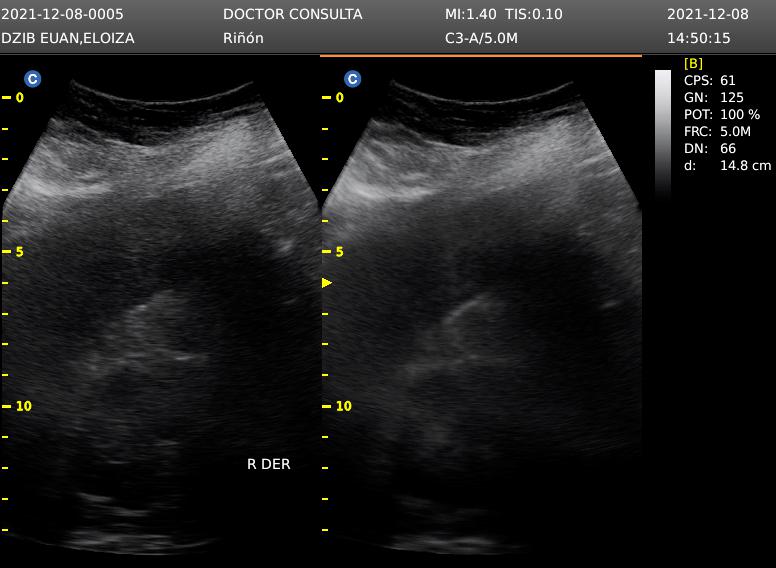 2021-12-08-0005 DOCTOR CONSULTA MI:1.40 TIS:0.10 2021-12-08
DZIB EUAN,ELOIZA Riñón C3-A/5.0M 14:50:15
C C
[B]
CPS: 61
GN: 125
POT: 100 %
FRC: 5.0M
DN: 66
d: 14.8 cm
0 0
5 5
10 10
R DER